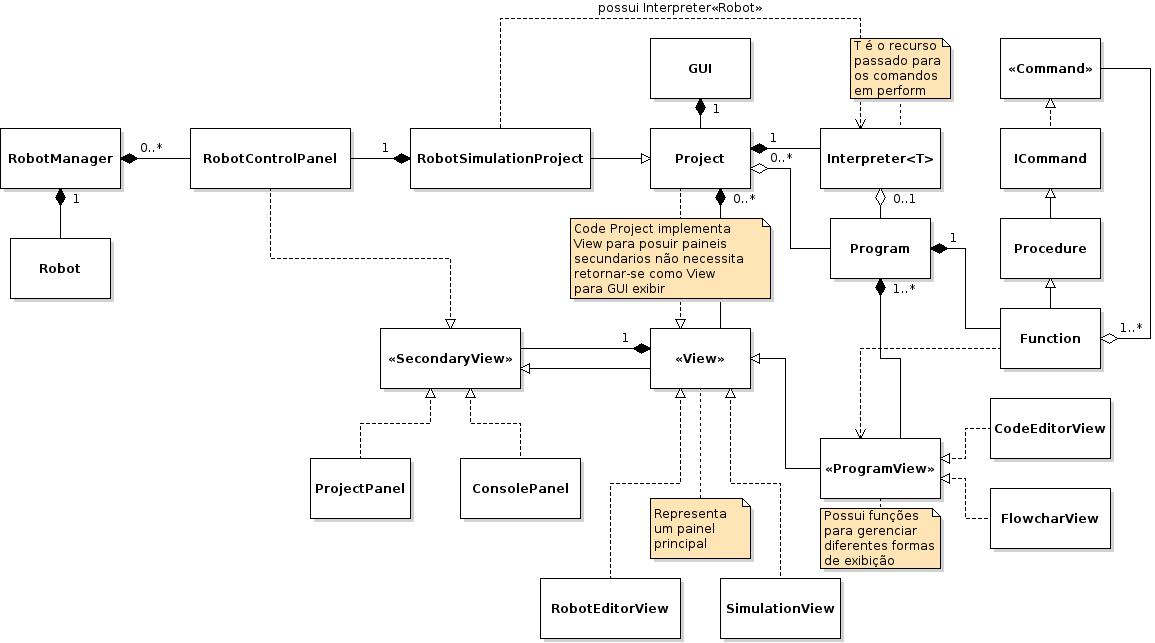 possui Interpreter«Robot»
T é o recurso
passado para
os comandos
em perform
GUI
«Command»
1
RobotManager
0..*
RobotControlPanel
1
RobotSimulationProject
Project
1
0..*
Interpreter<T>
ICommand
1
0..*
0..1
Robot
Code Project implementa
View para posuir paineis
secundarios não necessita
retornar-se como View
para GUI exibir
Program
1
Procedure
1..*
1
«SecondaryView»
«View»
Function
1..*
ProjectPanel
ConsolePanel
«ProgramView»
CodeEditorView
FlowcharView
Representa
um painel
principal
Possui funções
para gerenciar
diferentes formas
de exibição
RobotEditorView
SimulationView